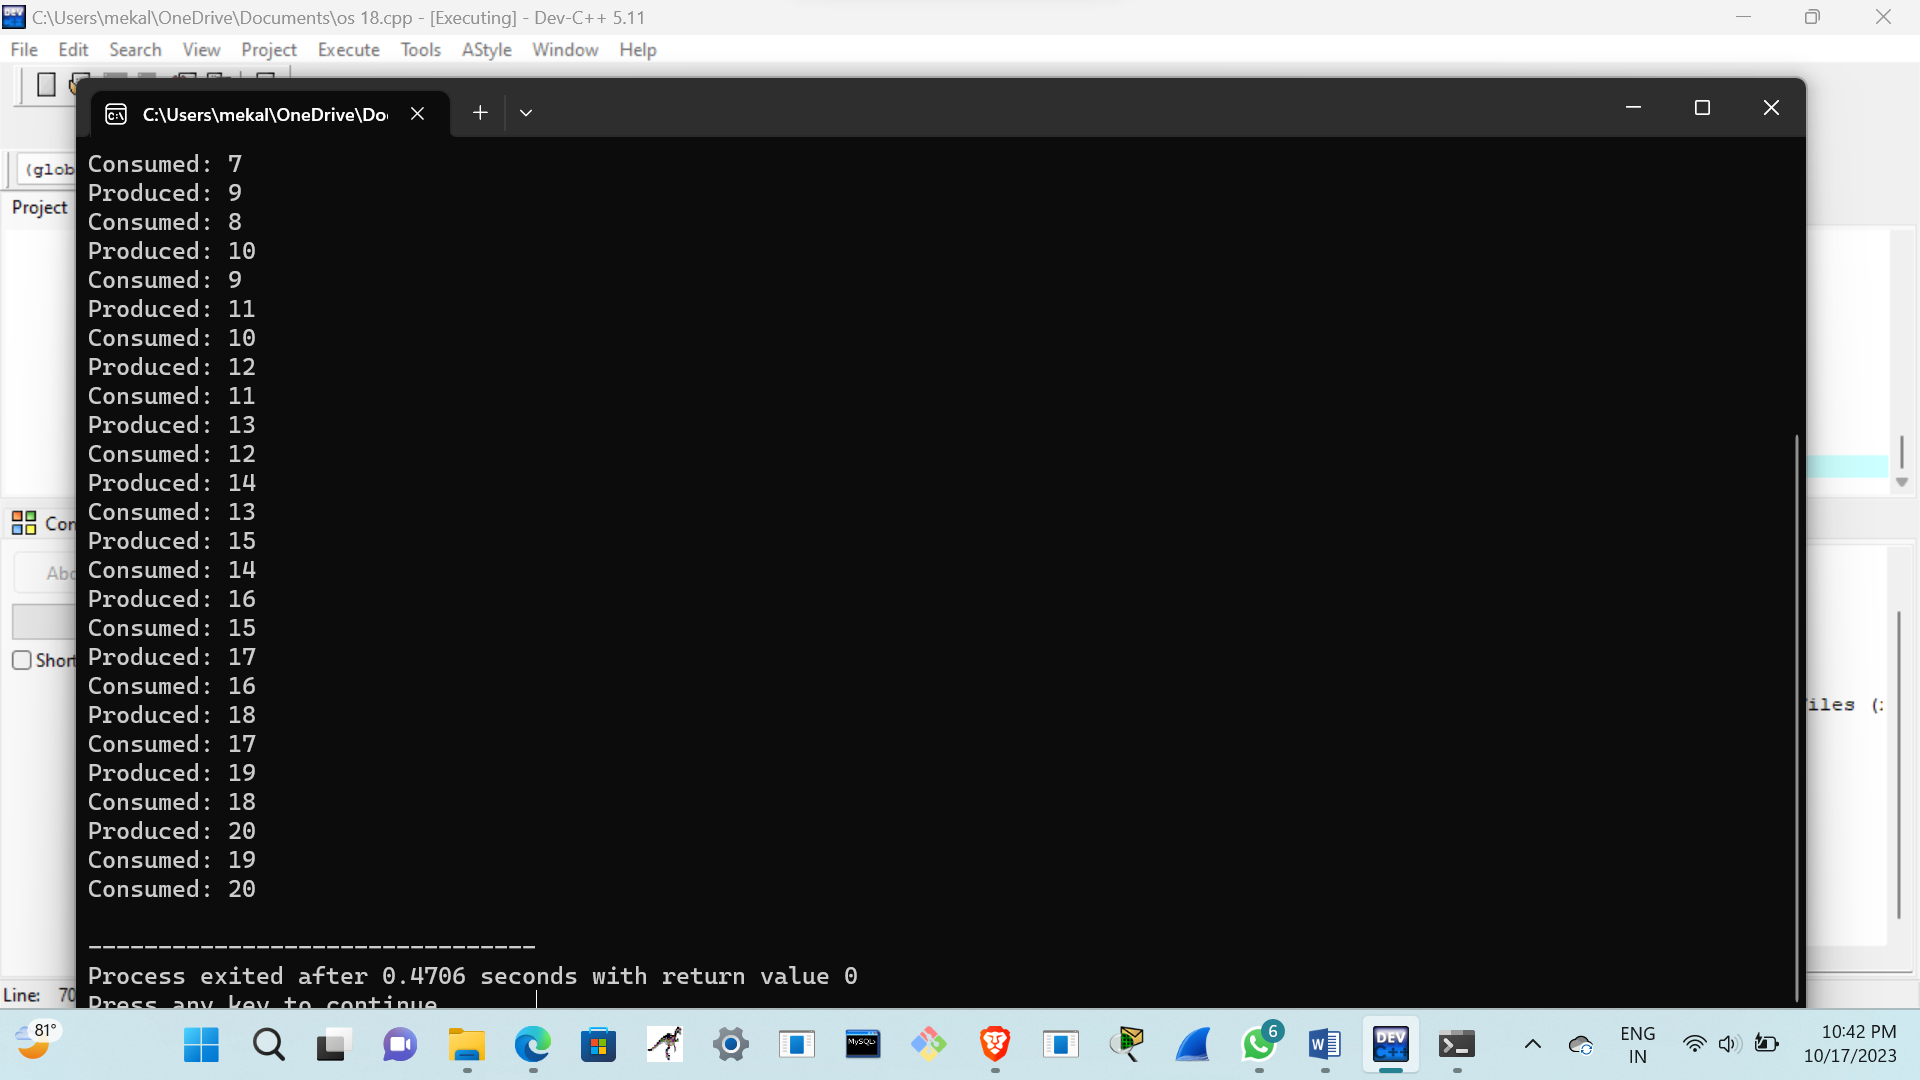 C:\Users\mekal\OneDrive\Documents\os 18.cpp - [Executing] - Dev-C++ 5.11
File Edit Search View Project Execute Tools AStyle Window Help
C:\Users\mekal\OneDrive\Do
(glob
Project
Consumed: 7
Produced: 9
Consumed: 8
Produced: 10
Consumed: 9
Produced: 11
Consumed: 10
Produced: 12
Consumed: 11
Produced: 13
Consumed: 12
Produced: 14
Consumed: 13
Produced: 15
Consumed: 14
Produced: 16
Consumed: 15
Produced: 17
Consumed: 16
Produced: 18
Consumed: 17
Produced: 19
Consumed: 18
Produced: 20
Consumed: 19
Consumed: 20
--------------------------------
Process exited after 0.4706 seconds with return value 0
Press any key to continue
Com
Abo
Short
iles (
Line: 70
81°
MySQL
6
DEV C++
ENG
IN
10:42 PM
10/17/2023